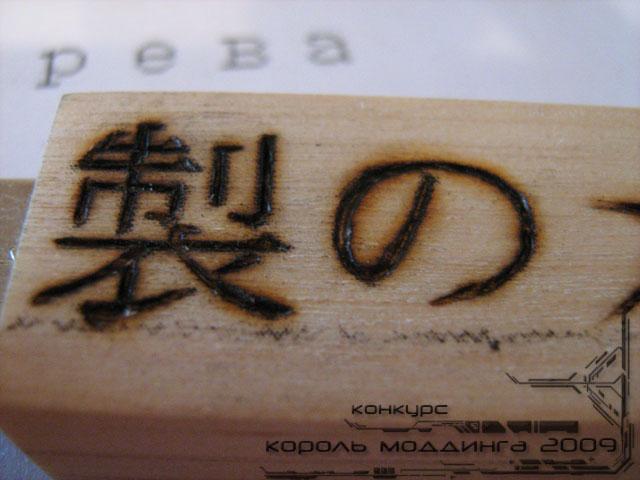 рева
製の
конкурс
король моддинга 2009